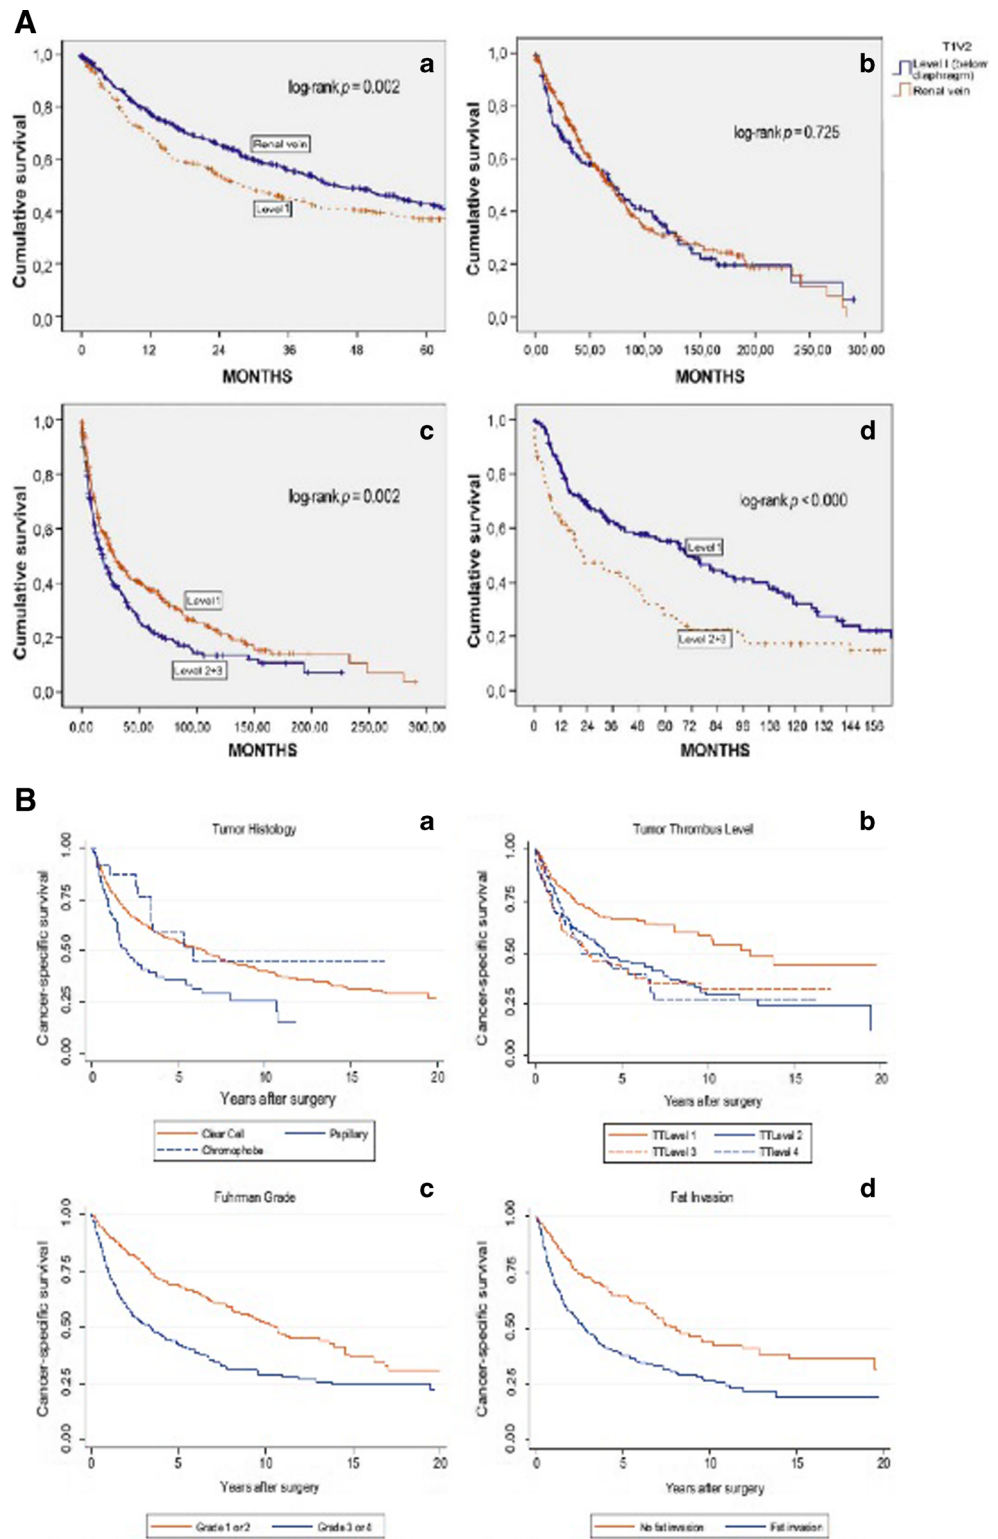 A
a
log-rank p = 0.002
Renal vein
Level 1
Cumulative survival
1,0
0,8
0,6
0,4
0,2
0,0
0 12 24 36 48 60
MONTHS
b
log-rank p = 0.725
T1V2
Level I (below
diaphragm)
Renal vein
Cumulative survival
1,0
0,8
0,6
0,4
0,2
0,0
0,00 50,00 100,00 150,00 200,00 250,00 300,00
MONTHS
c
log-rank p = 0.002
Level 1
Level 2+3
Cumulative survival
1,0
0,8
0,6
0,4
0,2
0,0
0,00 50,00 100,00 150,00 200,00 250,00 300,00
MONTHS
d
log-rank p < 0.000
Level 1
Level 2+3
Cumulative survival
1,0
0,8
0,6
0,4
0,2
0,0
0 12 24 36 48 60 72 84 96 108 120 132 144 156
MONTHS
B
a
Tumor Histology
Cancer-specific survival
1.00
0.75
0.50
0.25
0.00
0 5 10 15 20
Years after surgery
Clear Cell Papillary
Chromophobe
b
Tumor Thrombus Level
Cancer-specific survival
1.00
0.75
0.50
0.25
0.00
0 5 10 15 20
Years after surgery
TTLevel 1 TTLevel 2
TTLevel 3 TTlevel 4
c
Fuhrman Grade
Cancer-specific survival
1.00
0.75
0.50
0.25
0.00
0 5 10 15 20
Years after surgery
Grade 1 or 2 Grade 3 or 4
d
Fat Invasion
Cancer-specific survival
1.00
0.75
0.50
0.25
0.00
0 5 10 15 20
Years after surgery
No fat invasion Fat invasion